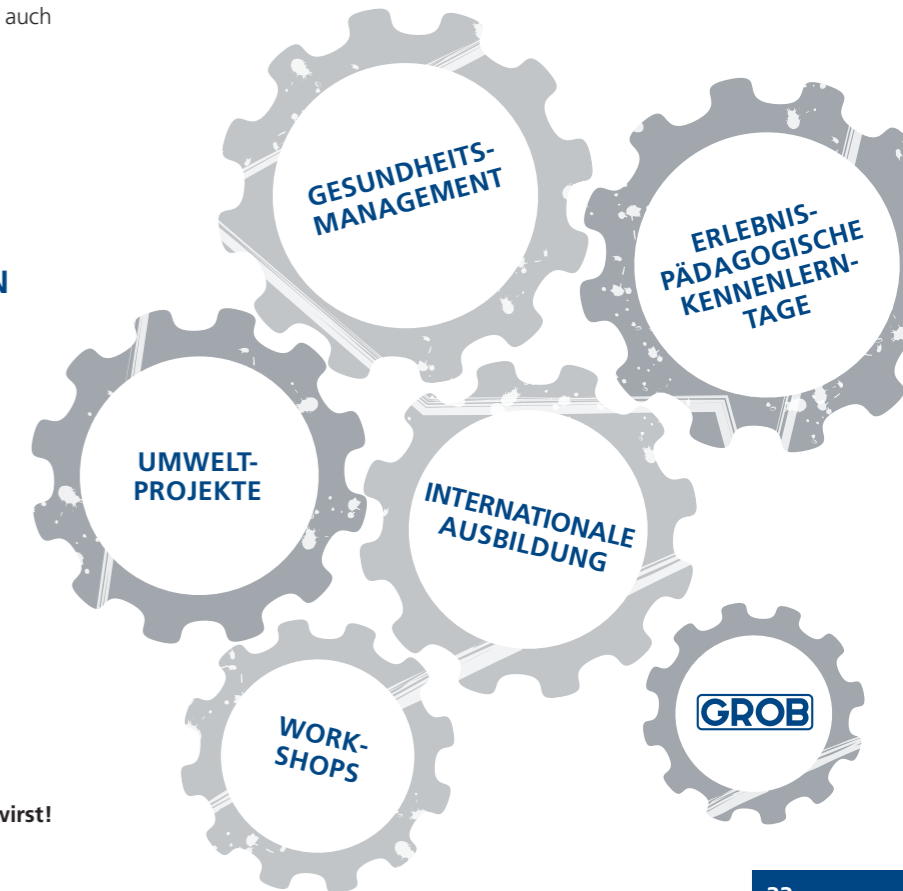 auch
GESUNDHEITS-
MANAGEMENT
ERLEBNIS-
PÄDAGOGISCHE
KENNENLERN-
TAGE
N
UMWELT-
PROJEKTE
INTERNATIONALE
AUSBILDUNG
GROB
WORK-
SHOPS
wirst!